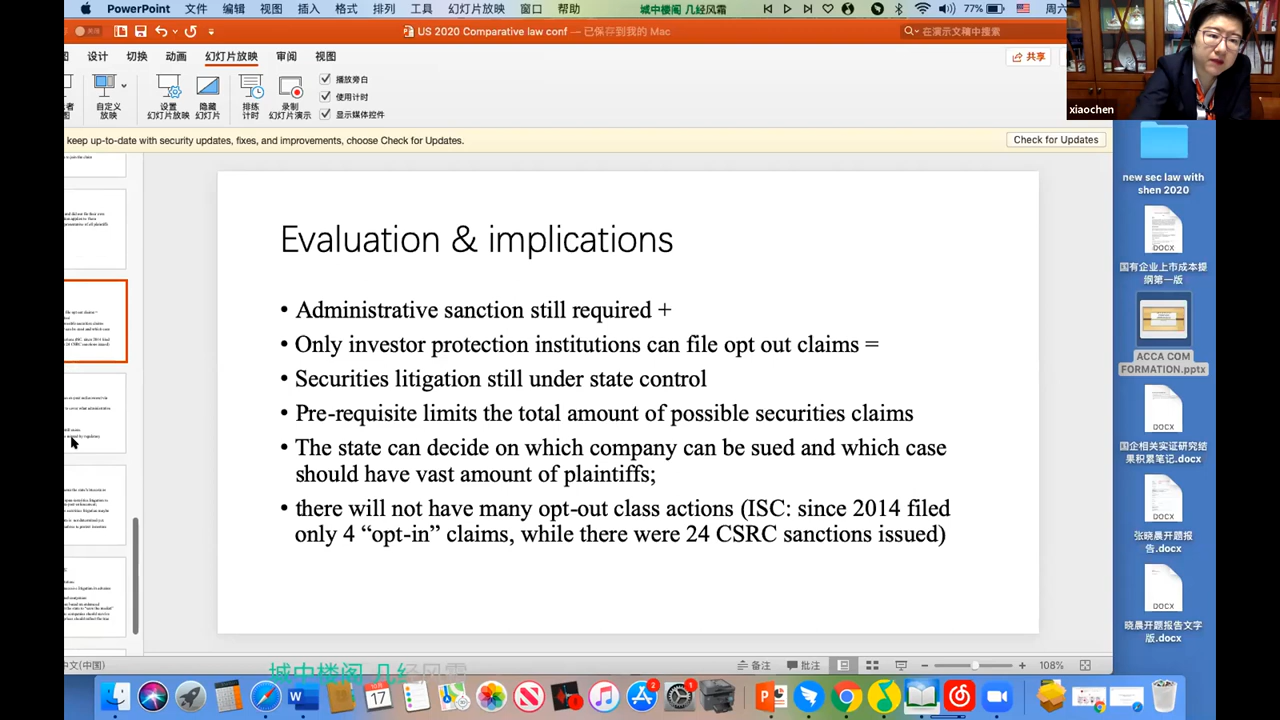 PowerPoint 文件 编辑 视图 插入 格式 排列 工具 幻灯片放映 窗口 帮助 城中楼阁 几经风霜 77% 周六
US 2020 Comparative law conf — 已保存到我的 Mac
在演示文稿中搜索
设计 切换 动画 幻灯片放映 审阅 视图
共享
自定义
放映
设置
幻灯片放映
隐藏
幻灯片
排练
计时
录制
幻灯片演示
播放旁白
使用计时
显示媒体控件
keep up-to-date with security updates, fixes, and improvements, choose Check for Updates.
Check for Updates
xiaochen
Evaluation & implications
• Administrative sanction still required +
• Only investor protection institutions can file opt out claims =
• Securities litigation still under state control
• Pre-requisite limits the total amount of possible securities claims
• The state can decide on which company can be sued and which case
should have vast amount of plaintiffs;
• there will not have many opt-out class actions (ISC: since 2014 filed
only 4 “opt-in” claims, while there were 24 CSRC sanctions issued)
new sec law with
shen 2020
DOCX
国有企业上市成本提
纲第一版
ACCA COM
FORMATION.pptx
DOCX
国企相关实证研究结
果积累笔记.docx
DOCX
张晓晨开题报
告.docx
DOCX
晓晨开题报告文字
版.docx
中文(中国)
备注 批注
108%
城中楼阁 几经风霜
17